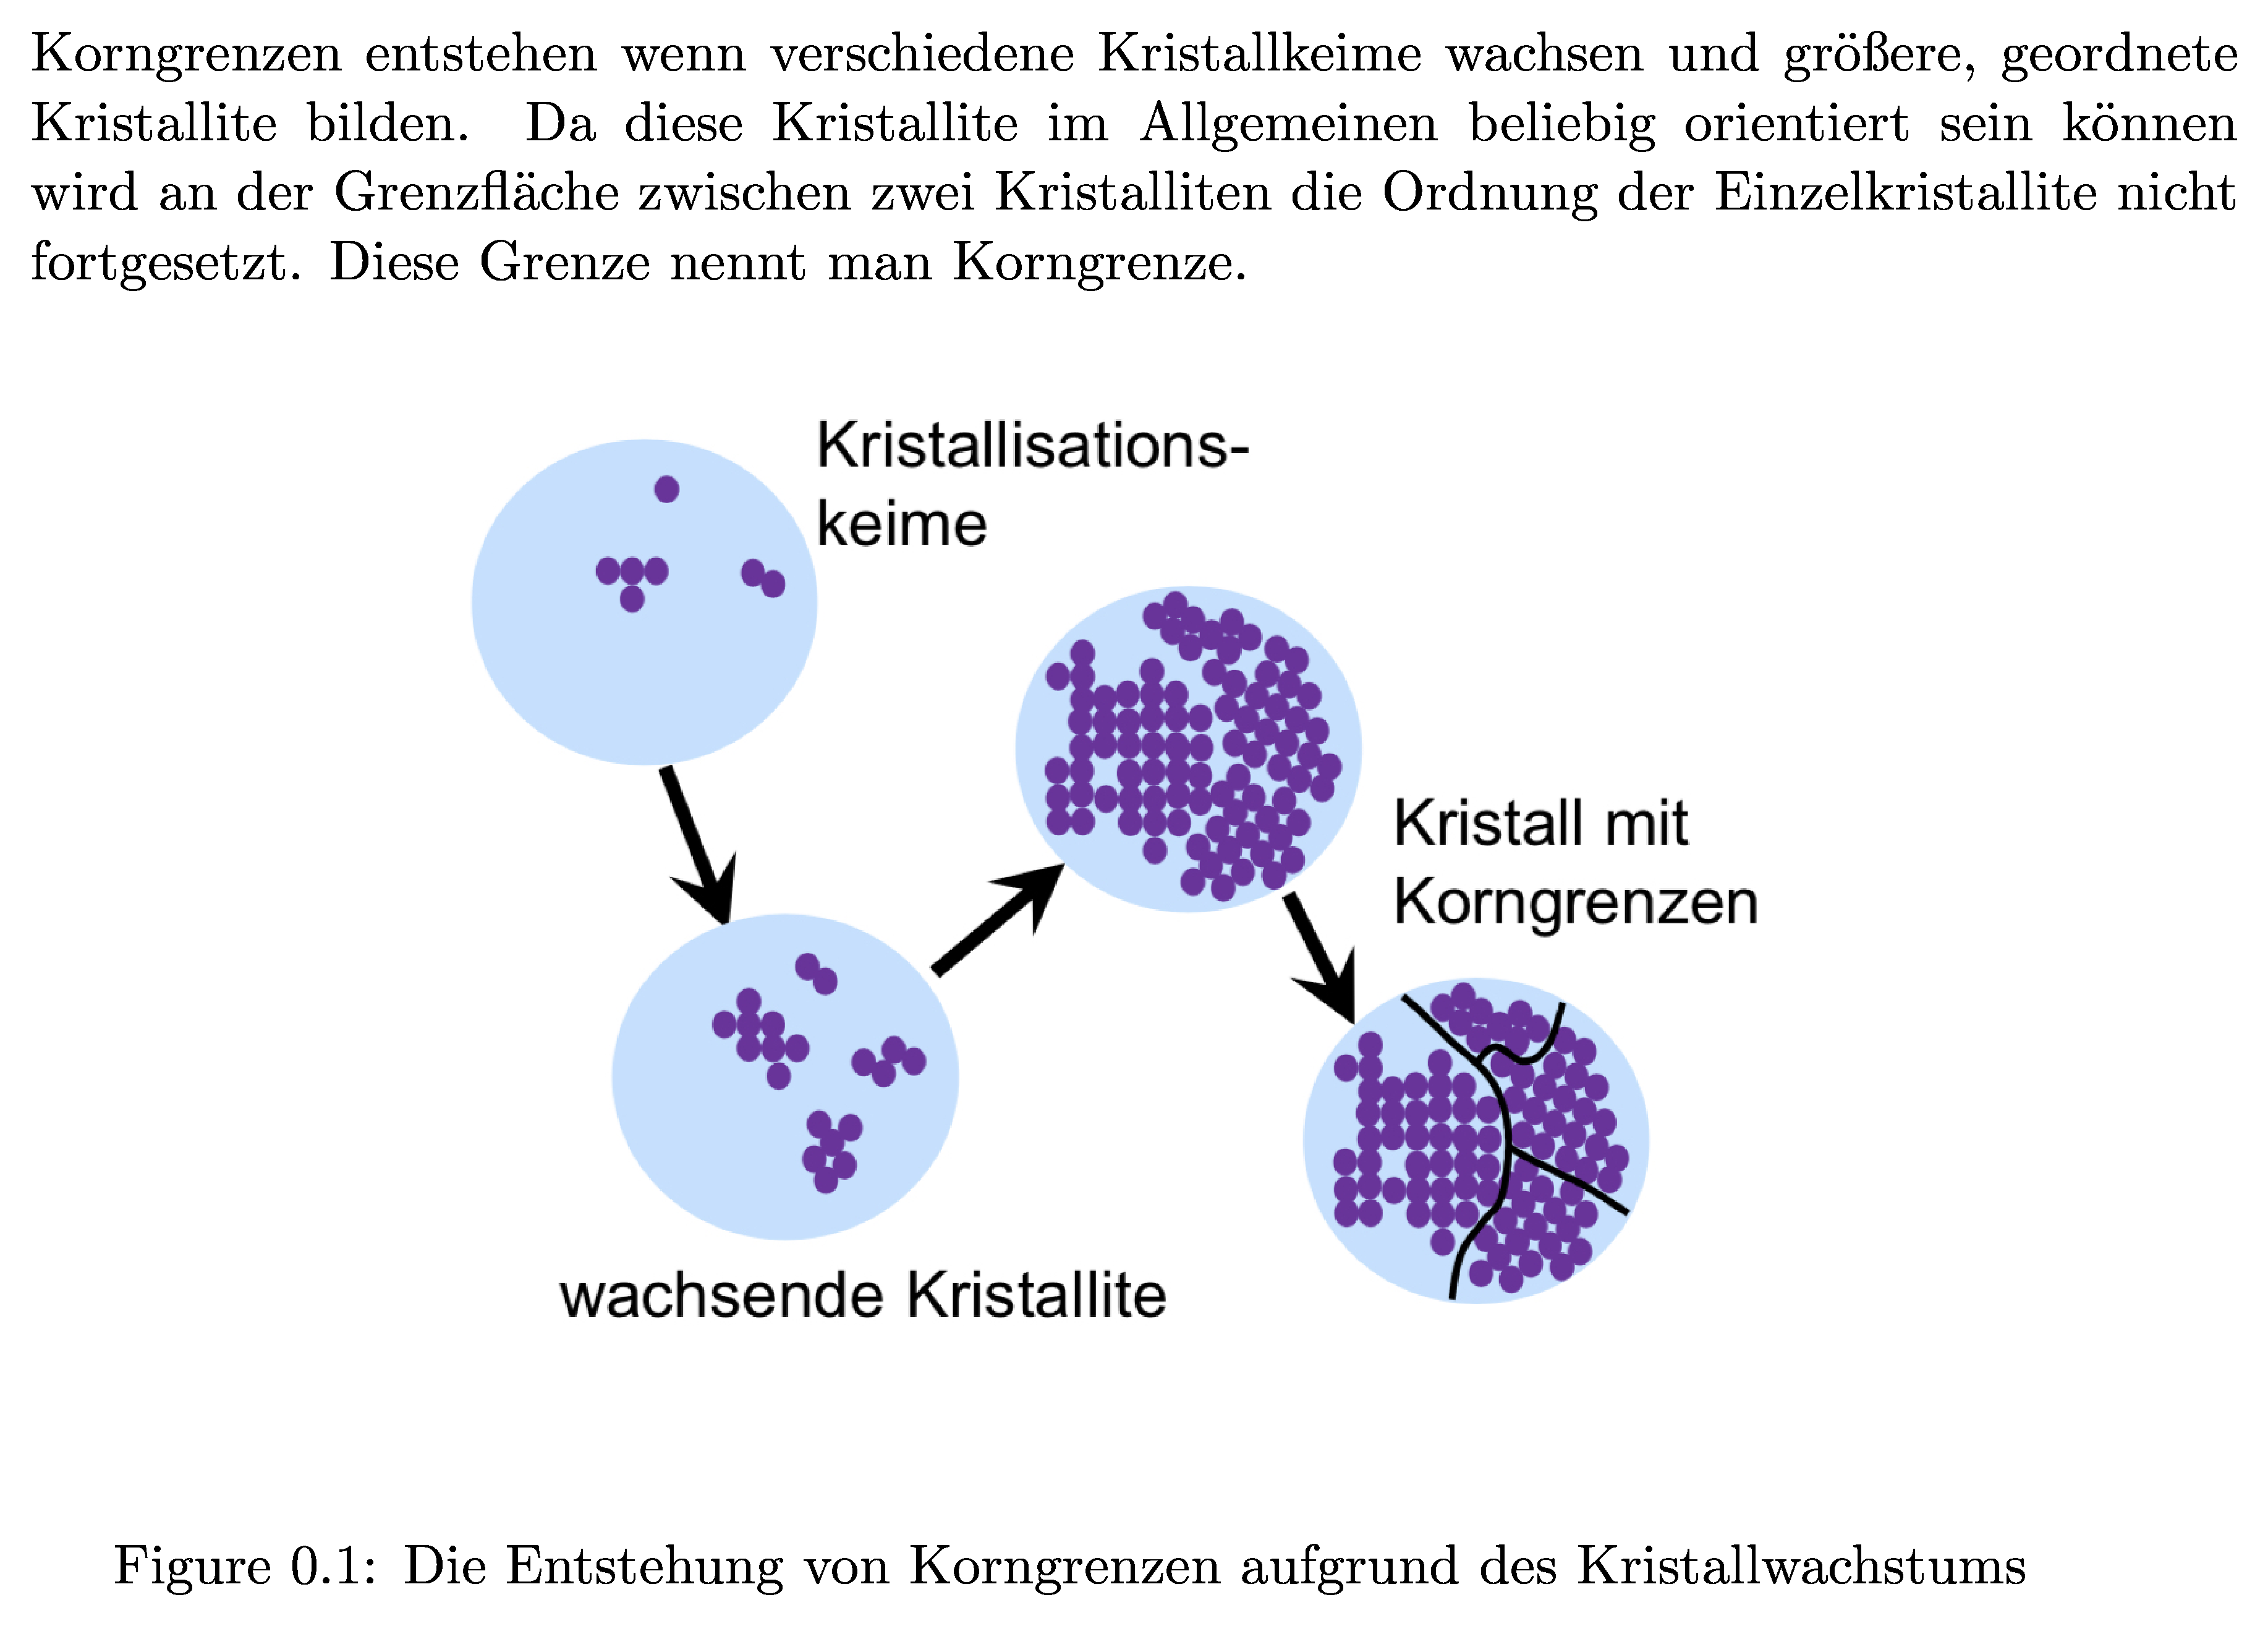 Korngrenzen entstehen wenn verschiedene Kristallkeime wachsen und größere, geordnete
Kristallite bilden. Da diese Kristallite im Allgemeinen beliebig orientiert sein können
wird an der Grenzfläche zwischen zwei Kristalliten die Ordnung der Einzelkristallite nicht
fortgesetzt. Diese Grenze nennt man Korngrenze.
Kristallisations-
keime
Kristall mit
Korngrenzen
wachsende Kristallite
Figure 0.1: Die Entstehung von Korngrenzen aufgrund des Kristallwachstums